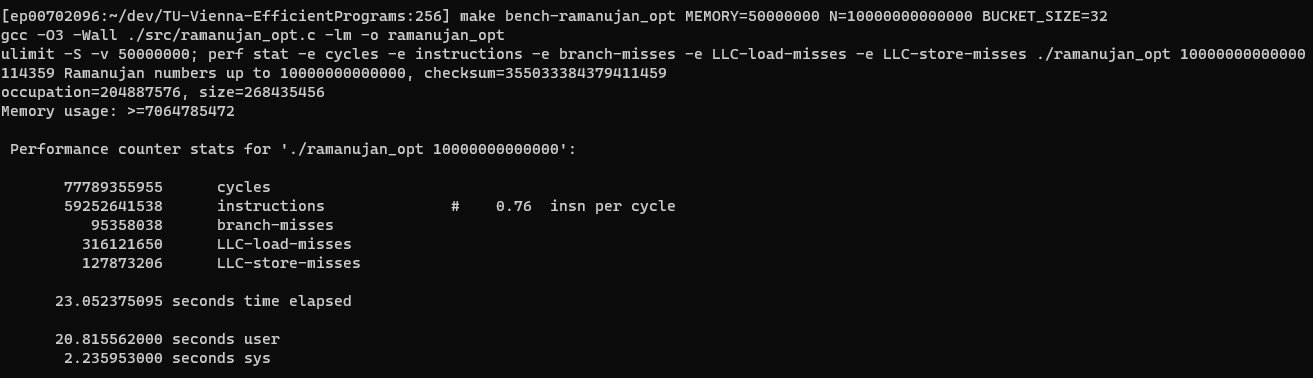 [ep00702096:~/dev/TU-Vienna-EfficientPrograms:256] make bench-ramanujan_opt MEMORY=50000000 N=10000000000000 BUCKET_SIZE=32
gcc -O3 -Wall ./src/ramanujan_opt.c -lm -o ramanujan_opt
ulimit -S -v 50000000; perf stat -e cycles -e instructions -e branch-misses -e LLC-load-misses -e LLC-store-misses ./ramanujan_opt 10000000000000
114359 Ramanujan numbers up to 10000000000000, checksum=355033384379411459
occupation=204887576, size=268435456
Memory usage: >=7064785472
Performance counter stats for './ramanujan_opt 10000000000000':
77789355955 cycles
59252641538 instructions # 0.76 insn per cycle
95358038 branch-misses
316121650 LLC-load-misses
127873206 LLC-store-misses
23.052375095 seconds time elapsed
20.815562000 seconds user
2.235953000 seconds sys